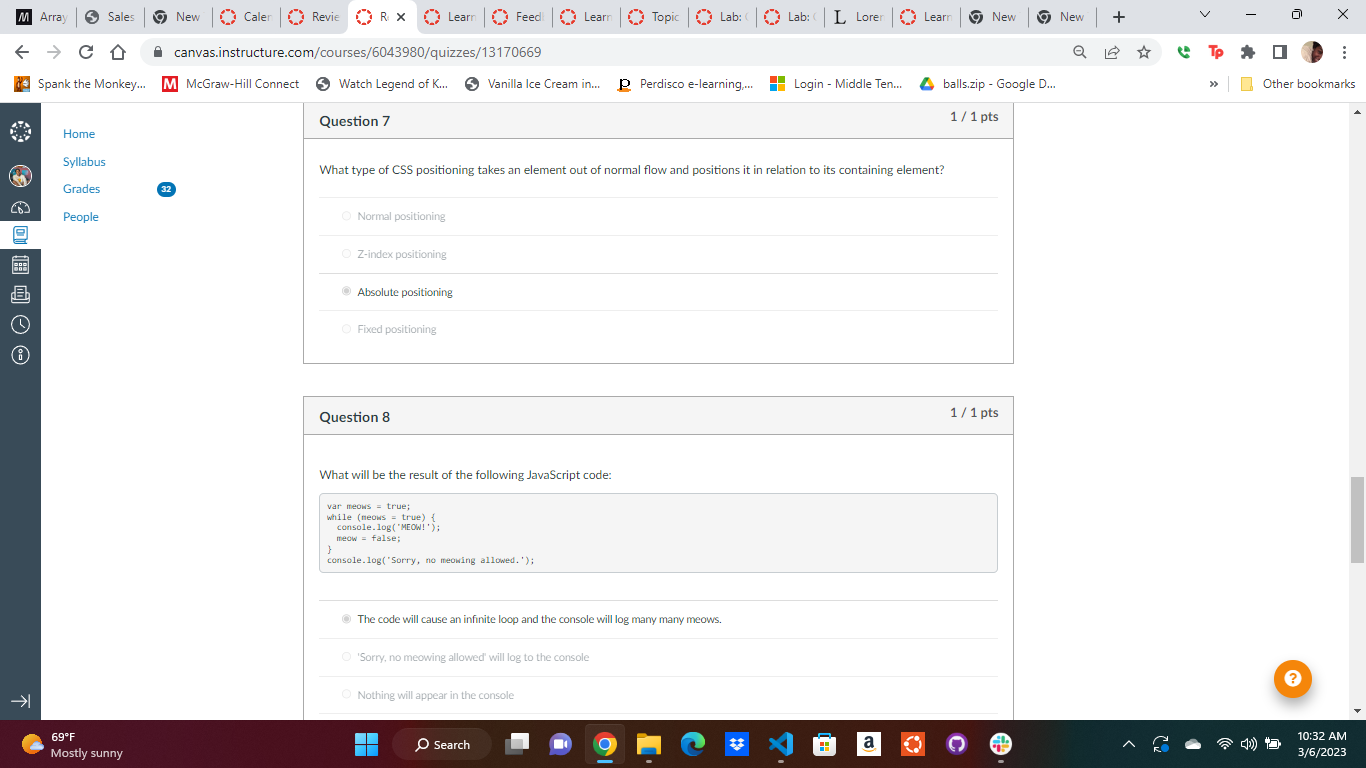 Array
Sales
New
Caler
Revie
R
Learn
Feed
Learn
Topic
Lab: (
Lab: (
Lorer
Learn
New
New
canvas.instructure.com/courses/6043980/quizzes/13170669
Spank the Monkey...
McGraw-Hill Connect
Watch Legend of K...
Vanilla Ice Cream in...
Perdisco e-learning,...
Login - Middle Ten...
balls.zip - Google D...
»
Other bookmarks
Home
Syllabus
Grades 32
People
Question 7 1 / 1 pts
What type of CSS positioning takes an element out of normal flow and positions it in relation to its containing element?
Normal positioning
Z-index positioning
Absolute positioning
Fixed positioning
Question 8 1 / 1 pts
What will be the result of the following JavaScript code:
var meows = true;
while (meows = true) {
console.log('MEOW!');
meow = false;
}
console.log('Sorry, no meowing allowed.');
The code will cause an infinite loop and the console will log many many meows.
'Sorry, no meowing allowed' will log to the console
Nothing will appear in the console
69°F
Mostly sunny
Search
10:32 AM
3/6/2023